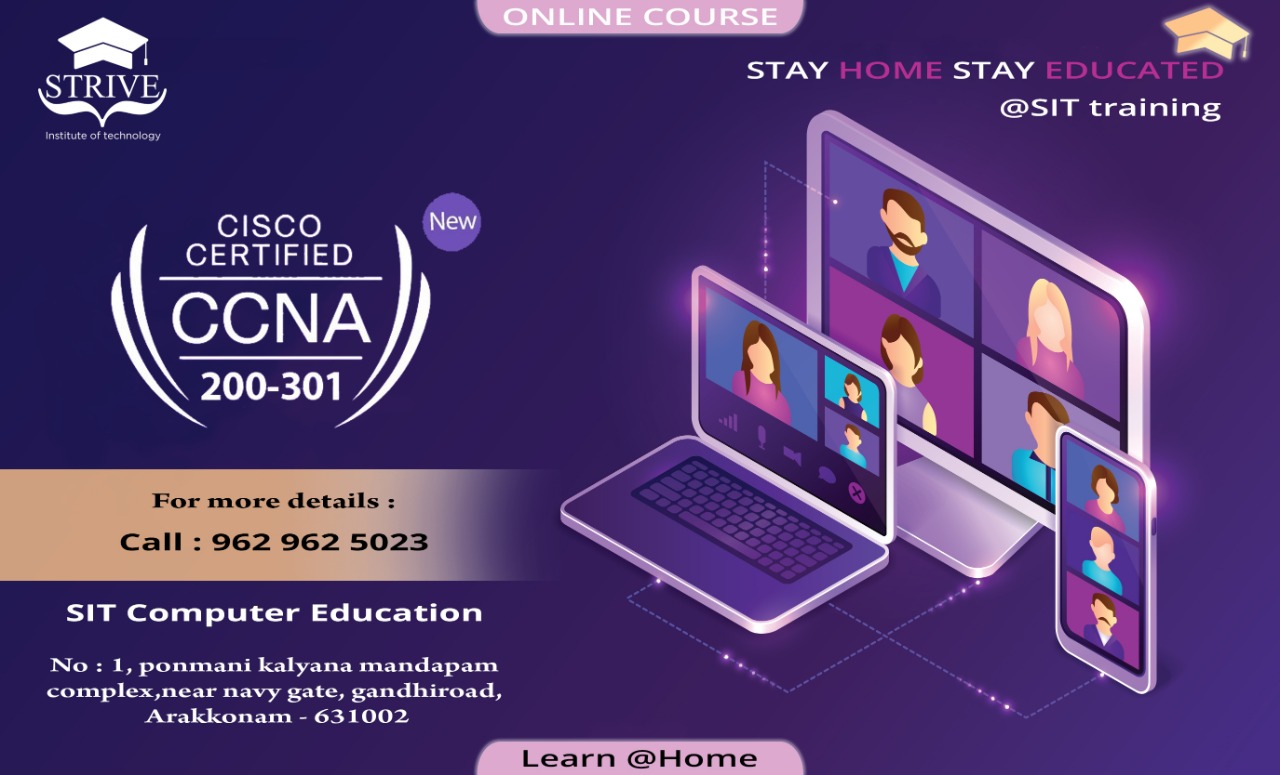 ONLINE COURSE
STRIVE
Institute of technology
STAY HOME STAY EDUCATED
@SIT training
New
CISCO
CERTIFIED
CCNA
200-301
For more details :
Call : 962 962 5023
SIT Computer Education
No : 1, ponmani kalyana mandapam
complex,near navy gate, gandhiroad,
Arakkonam - 631002
Learn @Home